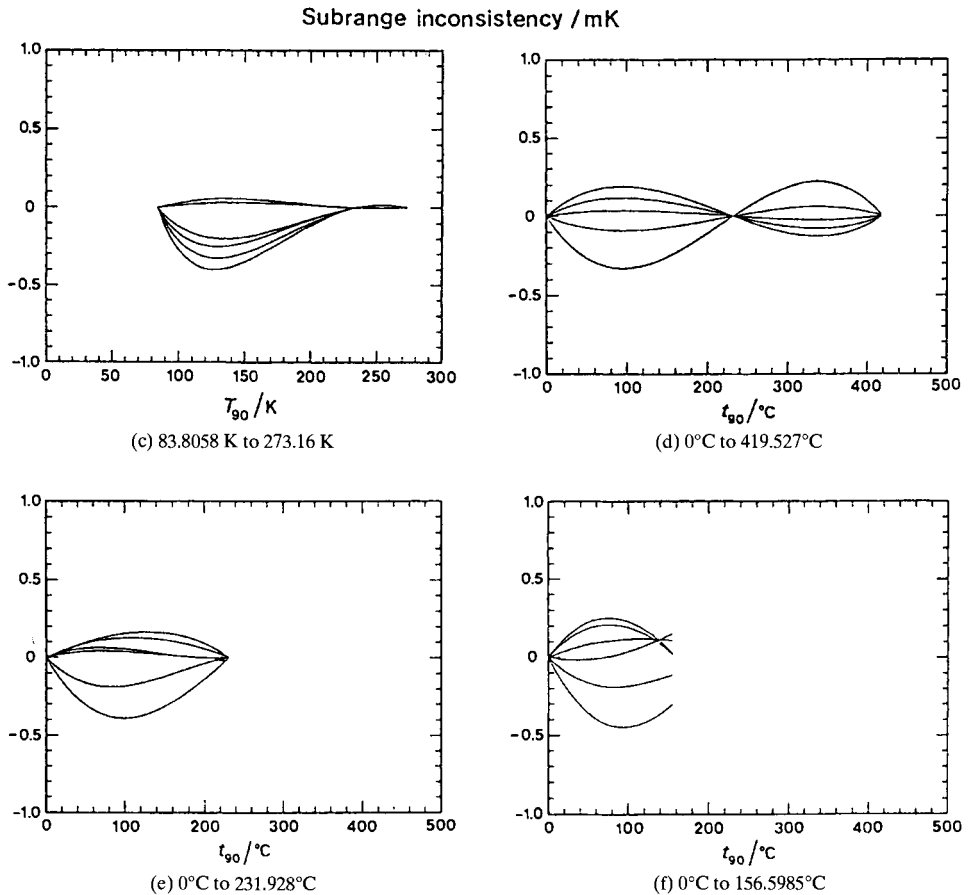 Subrange inconsistency / mK
1.0
0.5
0
-0.5
-1.0
0 50 100 150 200 250 300
T90 / K
(c) 83.8058 K to 273.16 K
1.0
0.5
0
-0.5
-1.0
0 100 200 300 400 500
t90 / °C
(d) 0°C to 419.527°C
1.0
0.5
0
-0.5
-1.0
0 100 200 300 400 500
t90 / °C
(e) 0°C to 231.928°C
1.0
0.5
0
-0.5
-1.0
0 100 200 300 400 500
t90 / °C
(f) 0°C to 156.5985°C